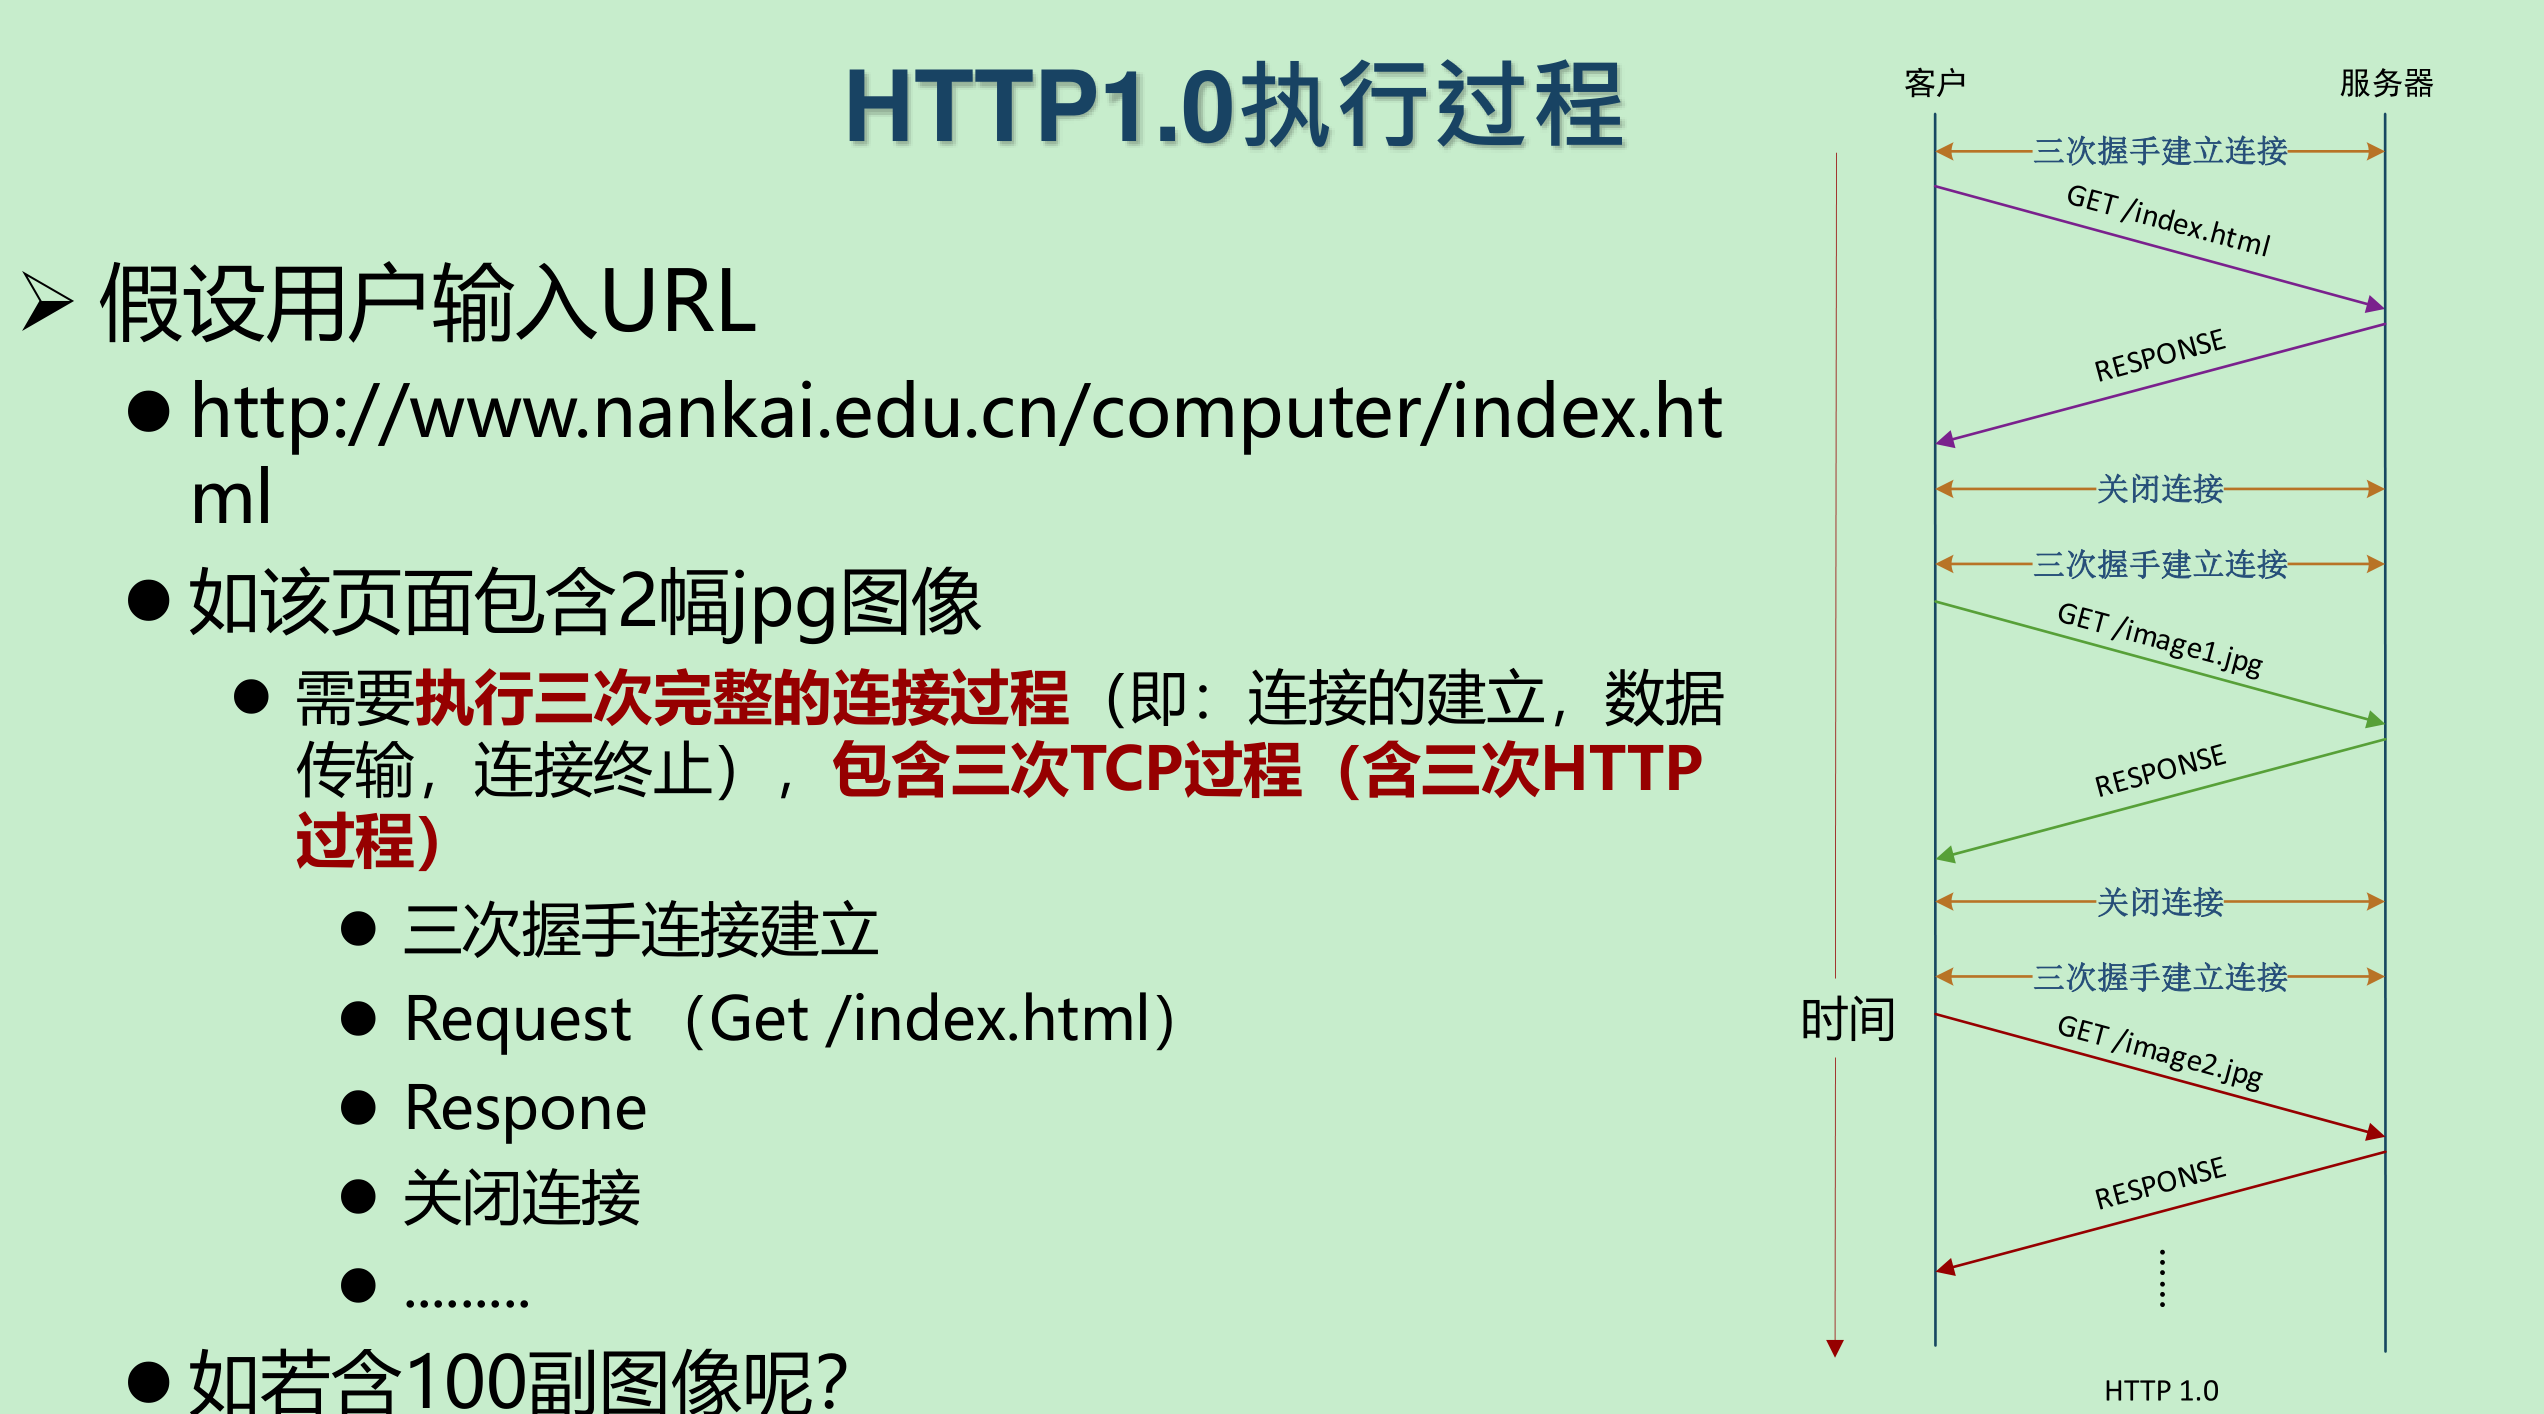 HTTP1.0执行过程
假设用户输入URL
http://www.nankai.edu.cn/computer/index.ht
ml
如该页面包含2幅jpg图像
需要执行三次完整的连接过程（即：连接的建立，数据
传输，连接终止），包含三次TCP过程（含三次HTTP
过程）
三次握手连接建立
Request （Get /index.html）
Respone
关闭连接
………
如若含100副图像呢？
时间
客户
服务器
三次握手建立连接
GET /index.html
RESPONSE
关闭连接
三次握手建立连接
GET /image1.jpg
RESPONSE
关闭连接
三次握手建立连接
GET /image2.jpg
RESPONSE
……
HTTP 1.0